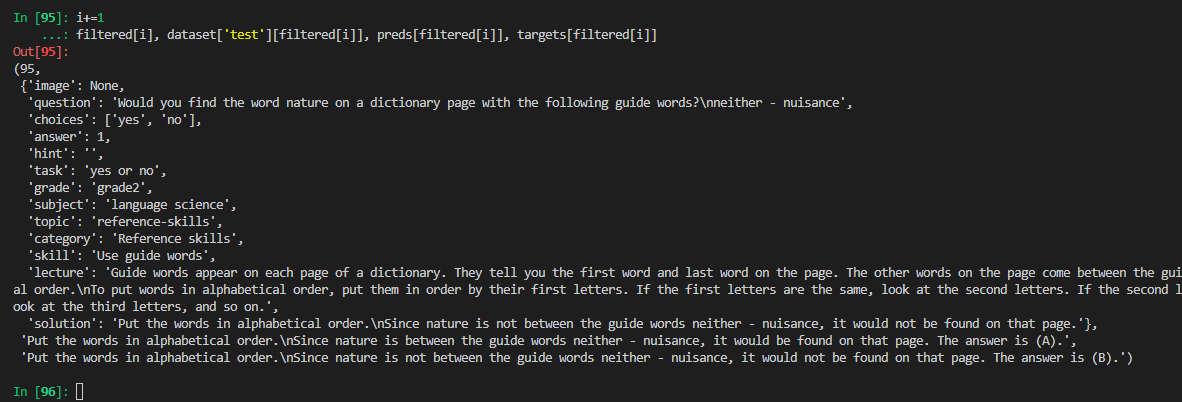 In [95]: i+=1
    ...: filtered[i], dataset['test'][filtered[i]], preds[filtered[i]], targets[filtered[i]]
Out[95]:
(95,
 {'image': None,
  'question': 'Would you find the word nature on a dictionary page with the following guide words?\nneither - nuisance',
  'choices': ['yes', 'no'],
  'answer': 1,
  'hint': '',
  'task': 'yes or no',
  'grade': 'grade2',
  'subject': 'language science',
  'topic': 'reference-skills',
  'category': 'Reference skills',
  'skill': 'Use guide words',
  'lecture': 'Guide words appear on each page of a dictionary. They tell you the first word and last word on the page. The other words on the page come between the gui
al order.\nTo put words in alphabetical order, put them in order by their first letters. If the first letters are the same, look at the second letters. If the second l
ook at the third letters, and so on.',
  'solution': 'Put the words in alphabetical order.\nSince nature is not between the guide words neither - nuisance, it would not be found on that page.'},
 'Put the words in alphabetical order.\nSince nature is between the guide words neither - nuisance, it would be found on that page. The answer is (A).',
 'Put the words in alphabetical order.\nSince nature is not between the guide words neither - nuisance, it would not be found on that page. The answer is (B).')
In [96]: